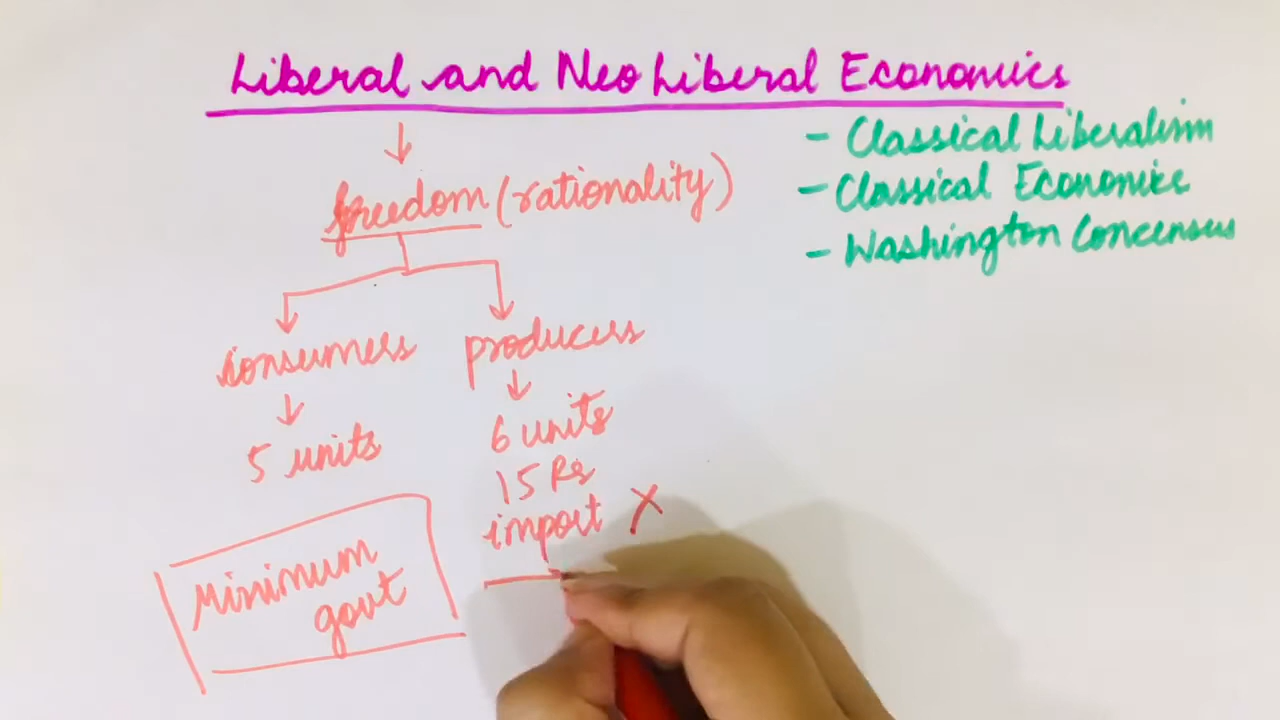 Liberal and Neo Liberal Economics
- Classical Liberalism
- Classical Economics
- Washington Concensus
freedom (rationality)
consumers
producers
5 units
6 units
15 Rs
import X
Minimum
govt